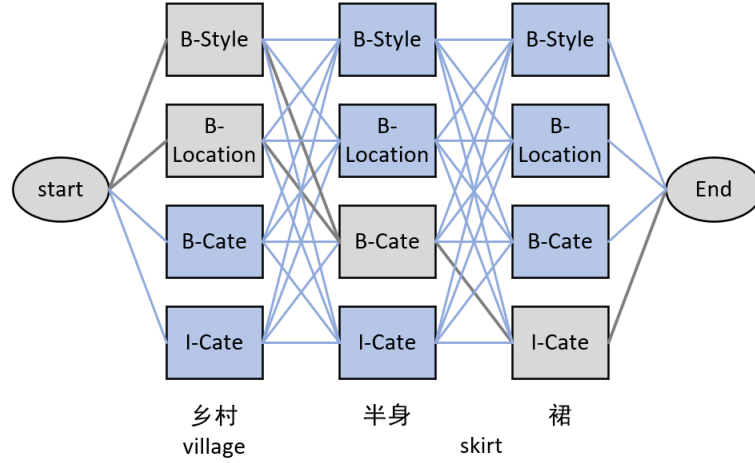 B-Style
B-Style
B-Style
B-
Location
B-
Location
B-
Location
start
End
B-Cate
B-Cate
B-Cate
I-Cate
I-Cate
I-Cate
乡村
半身
裙
village
skirt